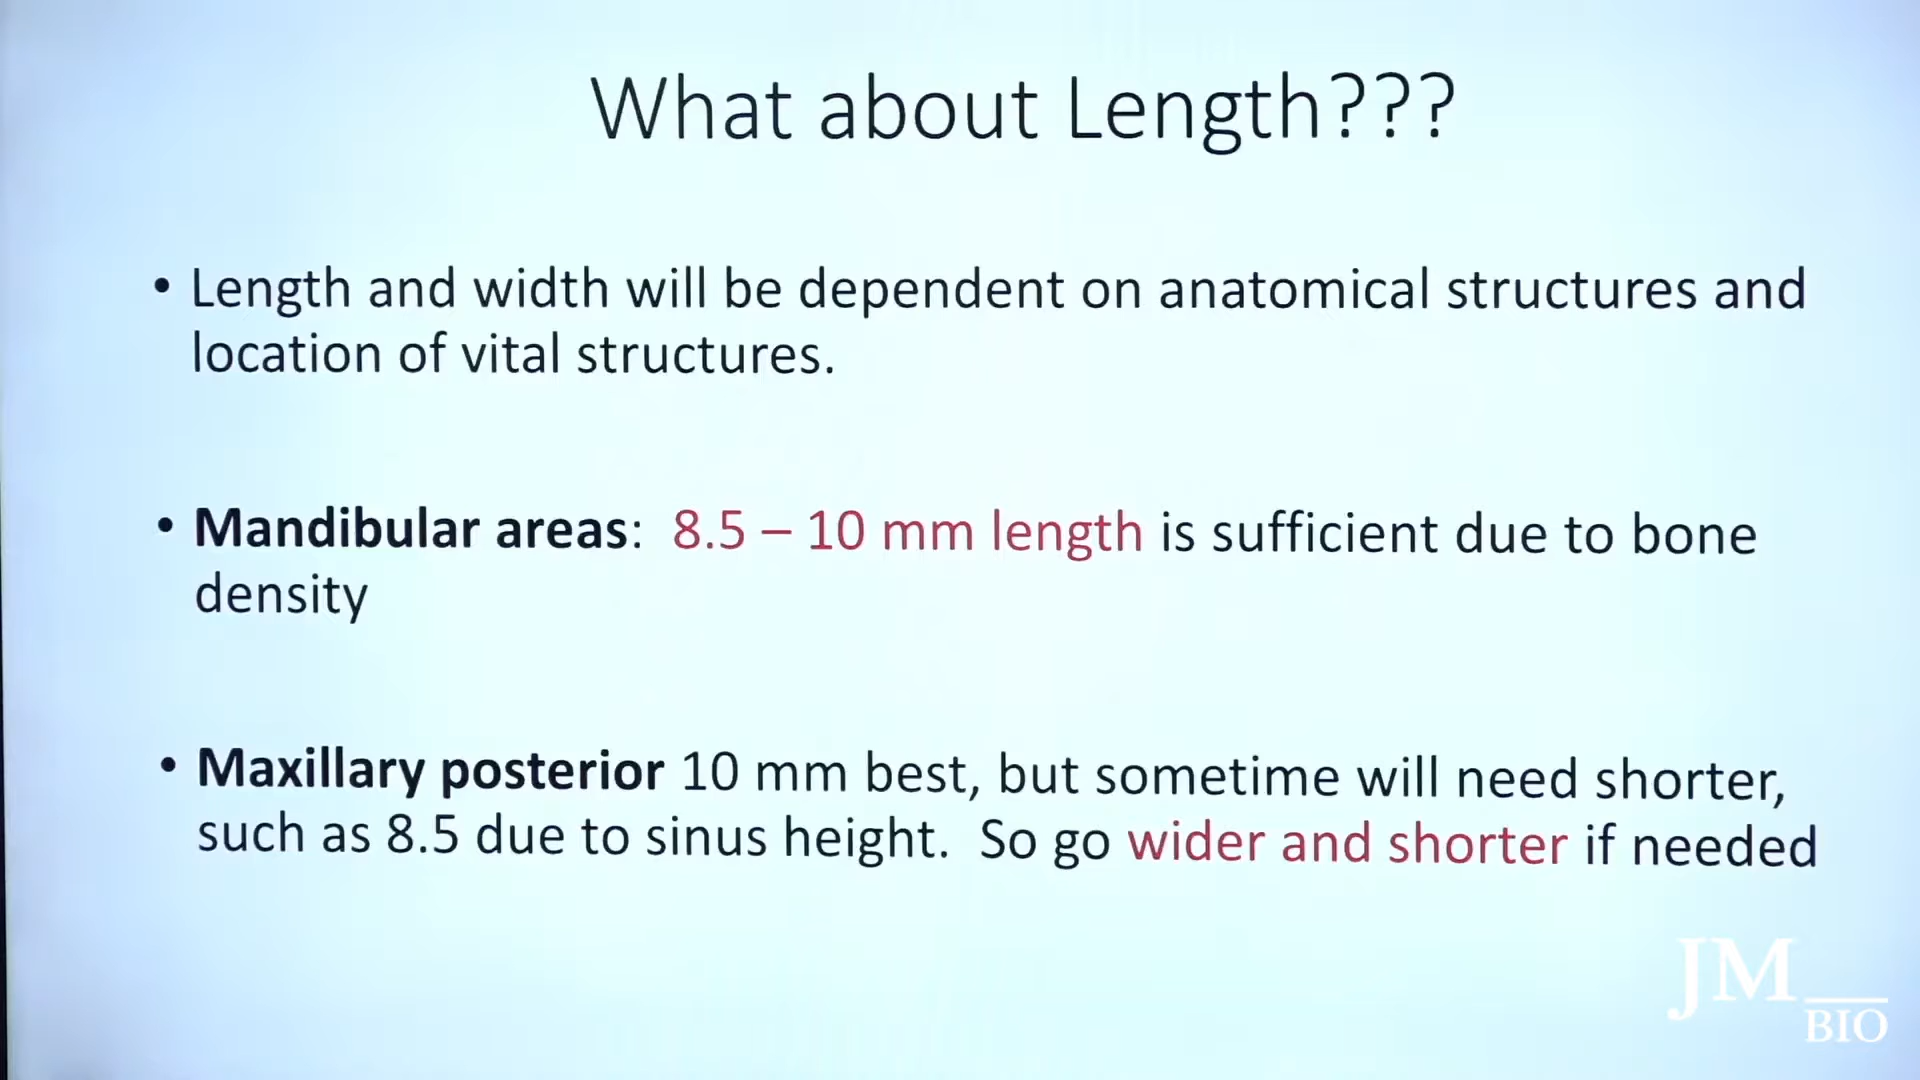 What about Length???
• Length and width will be dependent on anatomical structures and
location of vital structures.
• Mandibular areas:  8.5 – 10 mm length is sufficient due to bone
density
• Maxillary posterior 10 mm best, but sometime will need shorter,
such as 8.5 due to sinus height.  So go wider and shorter if needed
JM
BIO